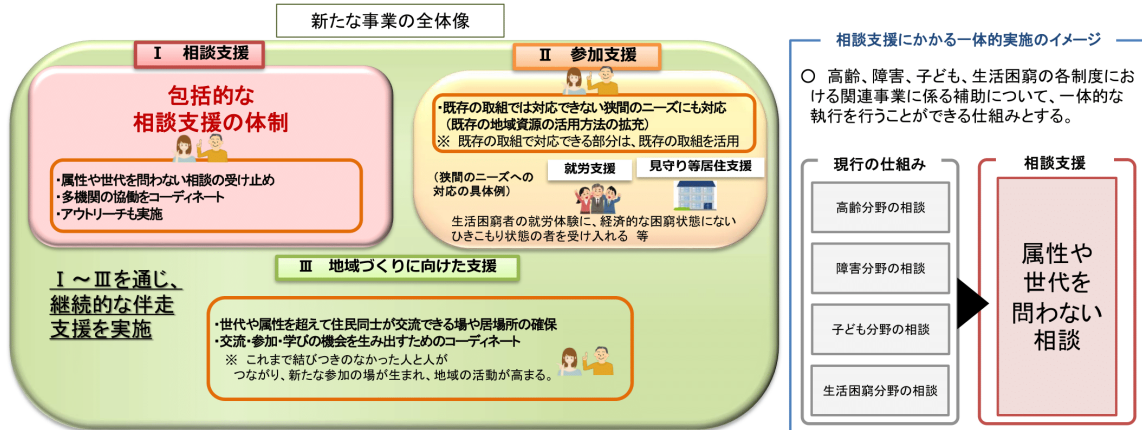 新たな事業の全体像
Ⅰ 相談支援
包括的な
相談支援の体制
・属性や世代を問わない相談の受け止め
・多機関の協働をコーディネート
・アウトリーチも実施
Ⅱ 参加支援
・既存の取組では対応できない狭間のニーズにも対応
（既存の地域資源の活用方法の拡充）
※ 既存の取組で対応できる部分は、既存の取組を活用
（狭間のニーズへの
対応の具体例）
就労支援
見守り等居住支援
生活困窮者の就労体験に、経済的な困窮状態にない
ひきこもり状態の者を受け入れる 等
Ⅲ 地域づくりに向けた支援
Ⅰ～Ⅲを通じ、
継続的な伴走
支援を実施
・世代や属性を超えて住民同士が交流できる場や居場所の確保
・交流・参加・学びの機会を生み出すためのコーディネート
※ これまで結びつきのなかった人と人が
つながり、新たな参加の場が生まれ、地域の活動が高まる。
相談支援にかかる一体的実施のイメージ
〇 高齢、障害、子ども、生活困窮の各制度にお
ける関連事業に係る補助について、一体的な
執行を行うことができる仕組みとする。
現行の仕組み
高齢分野の相談
障害分野の相談
子ども分野の相談
生活困窮分野の相談
相談支援
属性や
世代を
問わない
相談